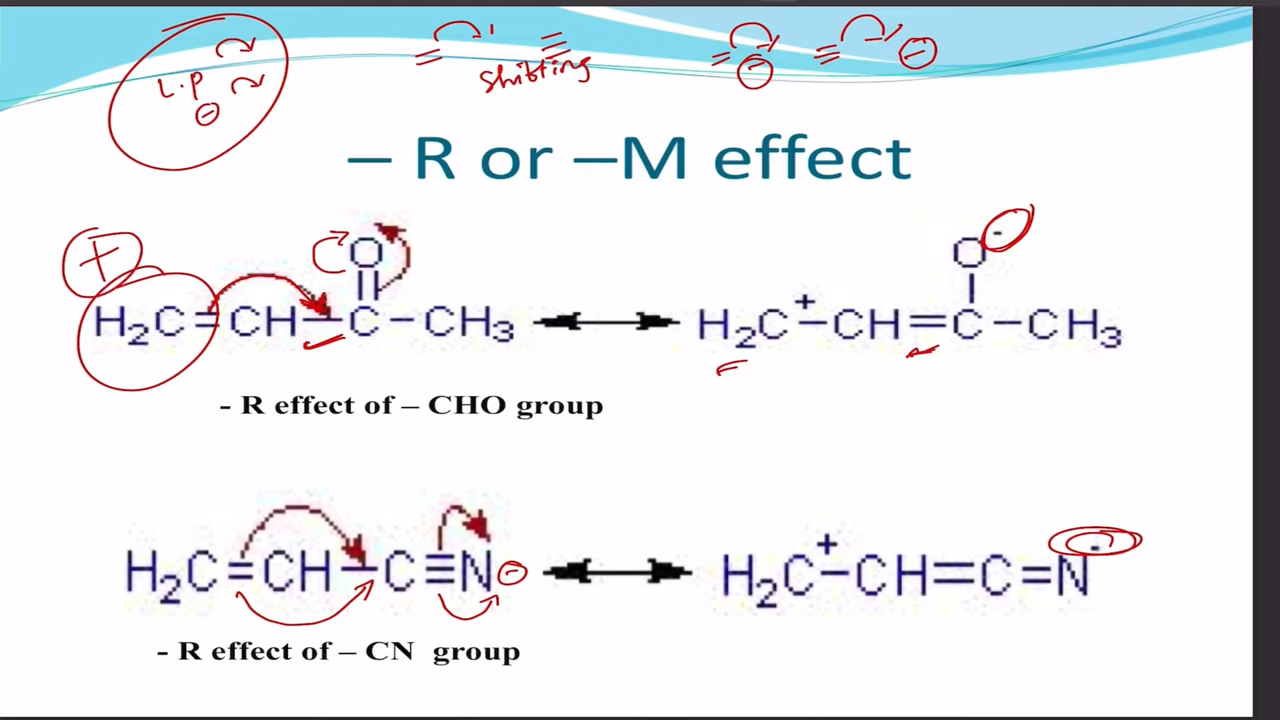 L.P
shifting
– R or –M effect
H₂C=CH–C–CH₃ ↔ H₂C⁺–CH=C–CH₃
O O⁻
- R effect of – CHO group
H₂C=CH–C≡N ⊖ ↔ H₂C⁺–CH=C=N⁻
- R effect of – CN group